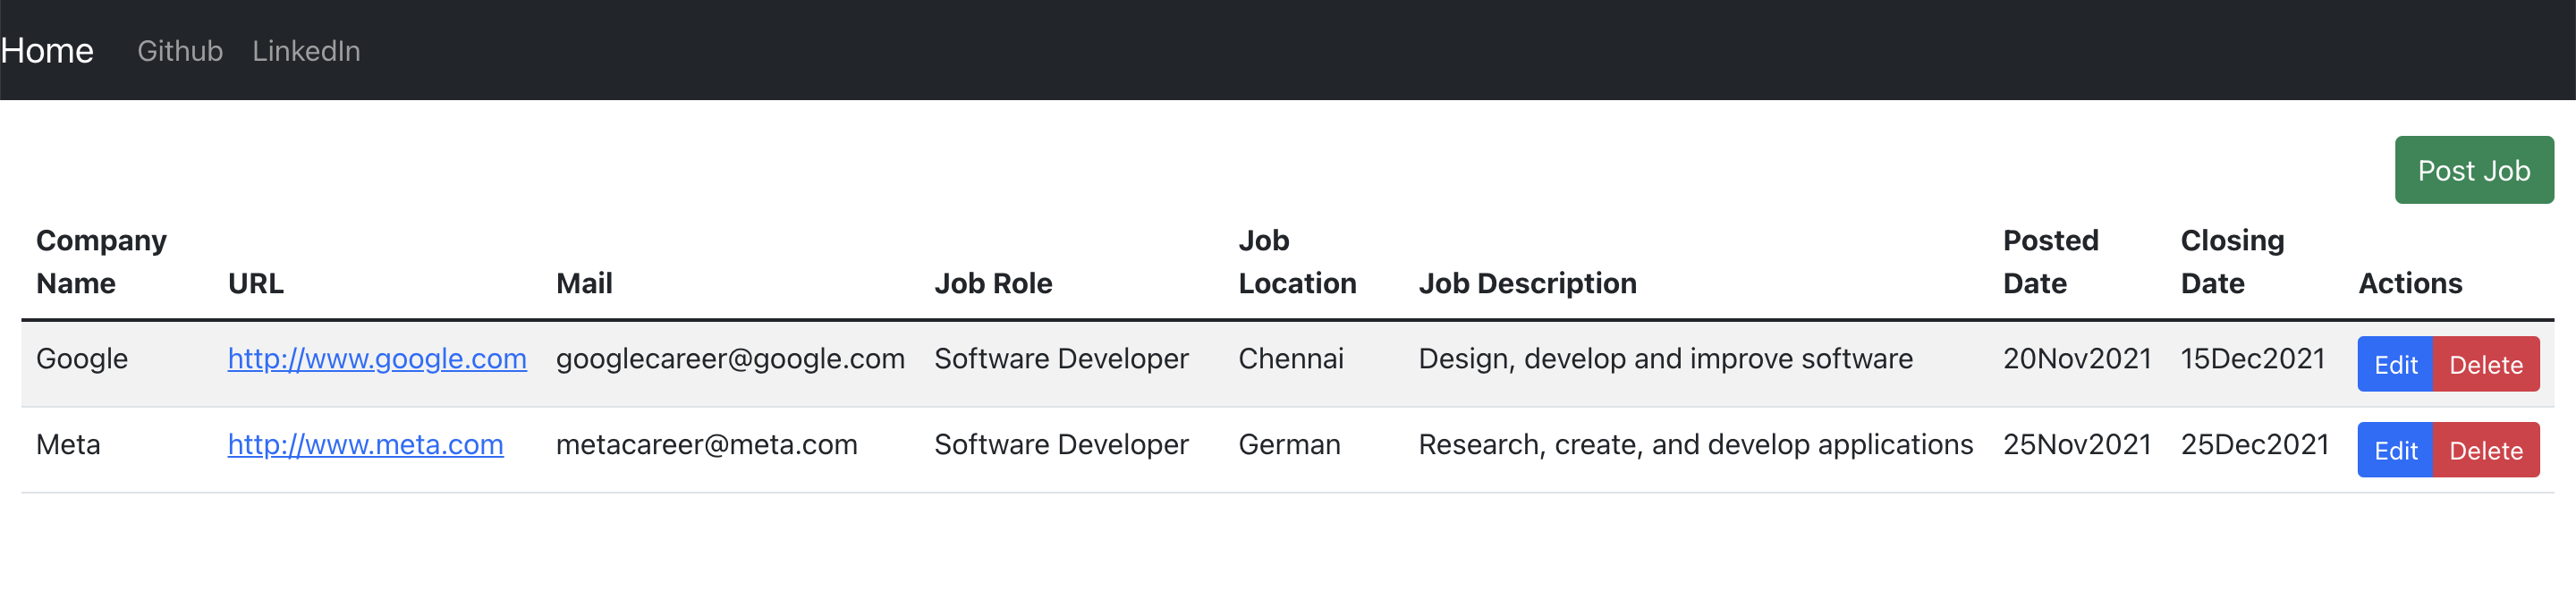 Home Github LinkedIn
Post Job
Company Name URL Mail Job Role Job Location Job Description Posted Date Closing Date Actions
Google http://www.google.com googlecareer@google.com Software Developer Chennai Design, develop and improve software 20Nov2021 15Dec2021 Edit Delete
Meta http://www.meta.com metacareer@meta.com Software Developer German Research, create, and develop applications 25Nov2021 25Dec2021 Edit Delete